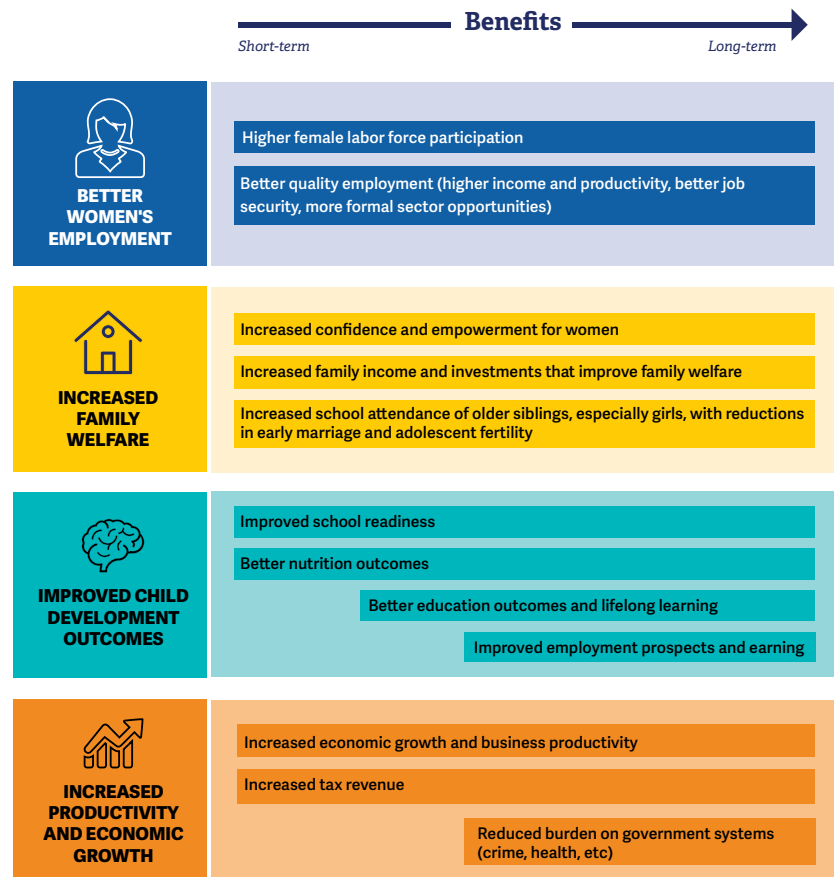 Benefits
Short-term
Long-term
BETTER
WOMEN'S
EMPLOYMENT
Higher female labor force participation
Better quality employment (higher income and productivity, better job
security, more formal sector opportunities)
INCREASED
FAMILY
WELFARE
Increased confidence and empowerment for women
Increased family income and investments that improve family welfare
Increased school attendance of older siblings, especially girls, with reductions
in early marriage and adolescent fertility
IMPROVED CHILD
DEVELOPMENT
OUTCOMES
Improved school readiness
Better nutrition outcomes
Better education outcomes and lifelong learning
Improved employment prospects and earning
INCREASED
PRODUCTIVITY
AND ECONOMIC
GROWTH
Increased economic growth and business productivity
Increased tax revenue
Reduced burden on government systems
(crime, health, etc)